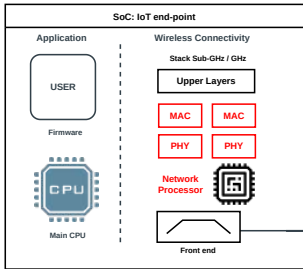 SoC: IoT end-point
Application
Wireless Connectivity
Stack Sub-GHz / GHz
USER
Upper Layers
Firmware
MAC MAC
PHY PHY
CPU
Network
Processor
Main CPU
Front end